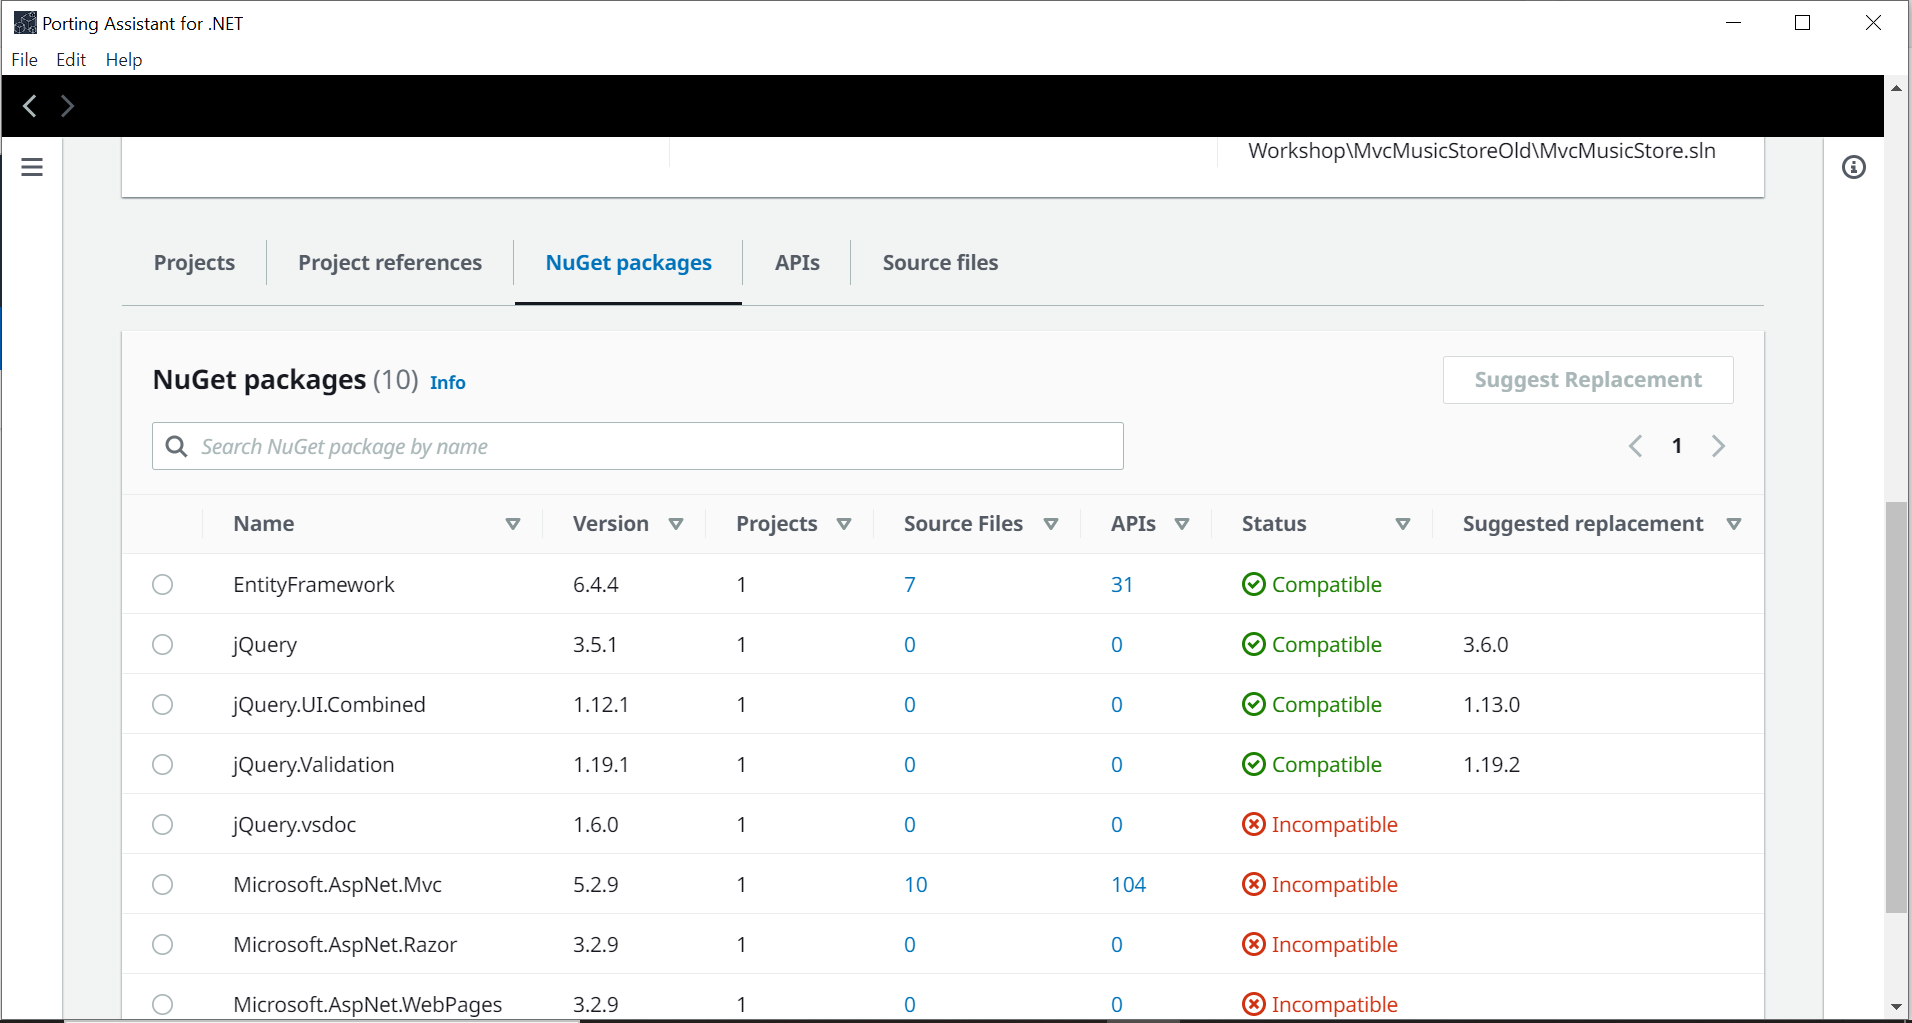 Porting Assistant for .NET
File Edit Help
Workshop\MvcMusicStoreOld\MvcMusicStore.sln
Projects Project references NuGet packages APIs Source files
NuGet packages (10) Info Suggest Replacement
Search NuGet package by name 1
Name Version Projects Source Files APIs Status Suggested replacement
EntityFramework 6.4.4 1 7 31 Compatible
jQuery 3.5.1 1 0 0 Compatible 3.6.0
jQuery.UI.Combined 1.12.1 1 0 0 Compatible 1.13.0
jQuery.Validation 1.19.1 1 0 0 Compatible 1.19.2
jQuery.vsdoc 1.6.0 1 0 0 Incompatible
Microsoft.AspNet.Mvc 5.2.9 1 10 104 Incompatible
Microsoft.AspNet.Razor 3.2.9 1 0 0 Incompatible
Microsoft.AspNet.WebPages 3.2.9 1 0 0 Incompatible